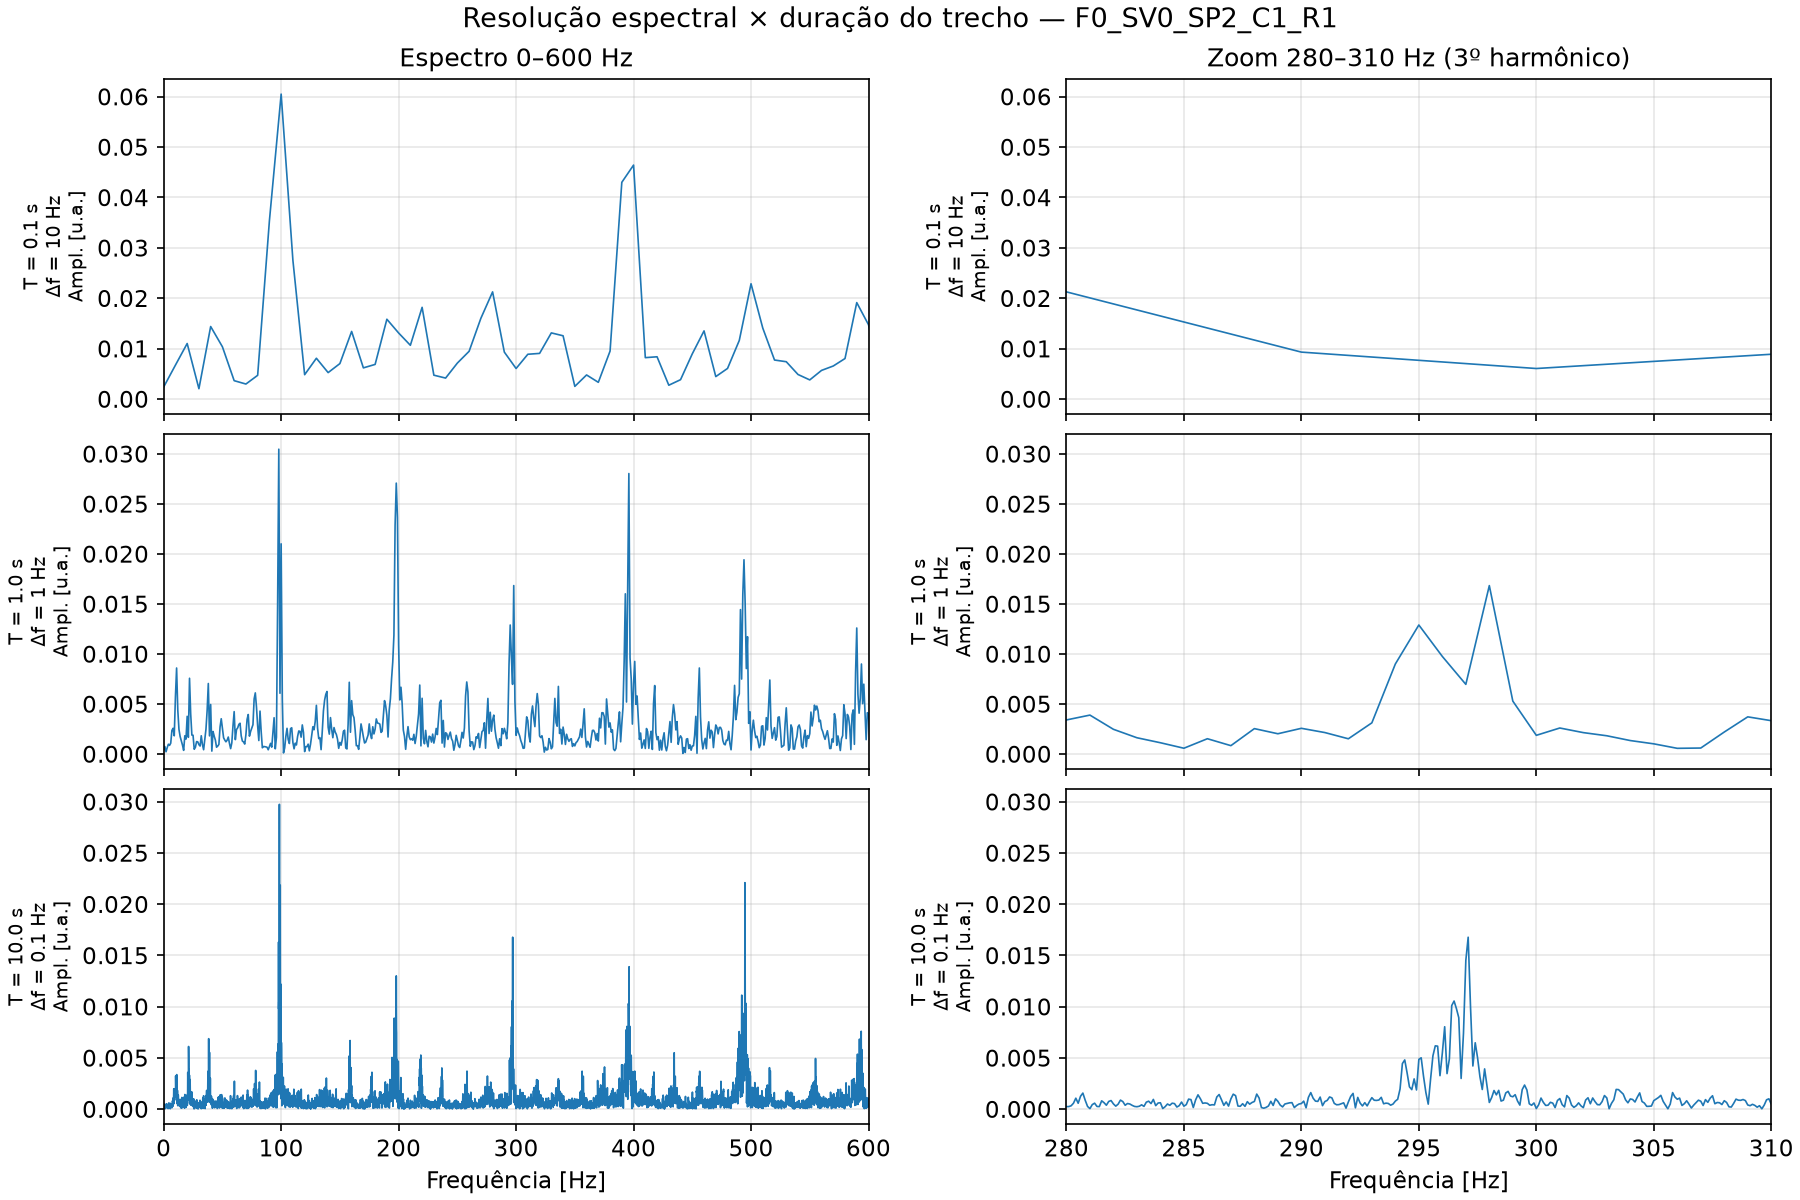 Resolução espectral × duração do trecho — F0_SV0_SP2_C1_R1
Espectro 0–600 Hz
Zoom 280–310 Hz (3º harmônico)
T = 0.1 s
Δf = 10 Hz
Ampl. [u.a.]
0.06
0.05
0.04
0.03
0.02
0.01
0.00
T = 0.1 s
Δf = 10 Hz
Ampl. [u.a.]
0.06
0.05
0.04
0.03
0.02
0.01
0.00
T = 1.0 s
Δf = 1 Hz
Ampl. [u.a.]
0.030
0.025
0.020
0.015
0.010
0.005
0.000
T = 1.0 s
Δf = 1 Hz
Ampl. [u.a.]
0.030
0.025
0.020
0.015
0.010
0.005
0.000
T = 10.0 s
Δf = 0.1 Hz
Ampl. [u.a.]
0.030
0.025
0.020
0.015
0.010
0.005
0.000
0 100 200 300 400 500 600
Frequência [Hz]
T = 10.0 s
Δf = 0.1 Hz
Ampl. [u.a.]
0.030
0.025
0.020
0.015
0.010
0.005
0.000
280 285 290 295 300 305 310
Frequência [Hz]